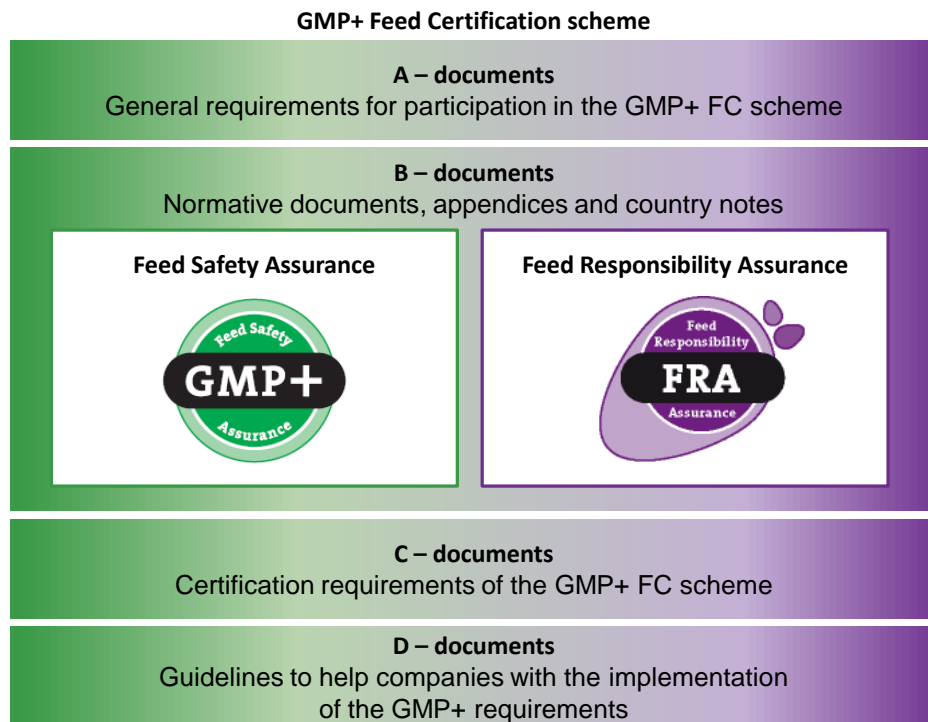 GMP+ Feed Certification scheme
A – documents
General requirements for participation in the GMP+ FC scheme
B – documents
Normative documents, appendices and country notes
Feed Safety Assurance
Feed Safety
GMP+
Assurance
Feed Responsibility Assurance
Feed
Responsibility
FRA
Assurance
C – documents
Certification requirements of the GMP+ FC scheme
D – documents
Guidelines to help companies with the implementation
of the GMP+ requirements